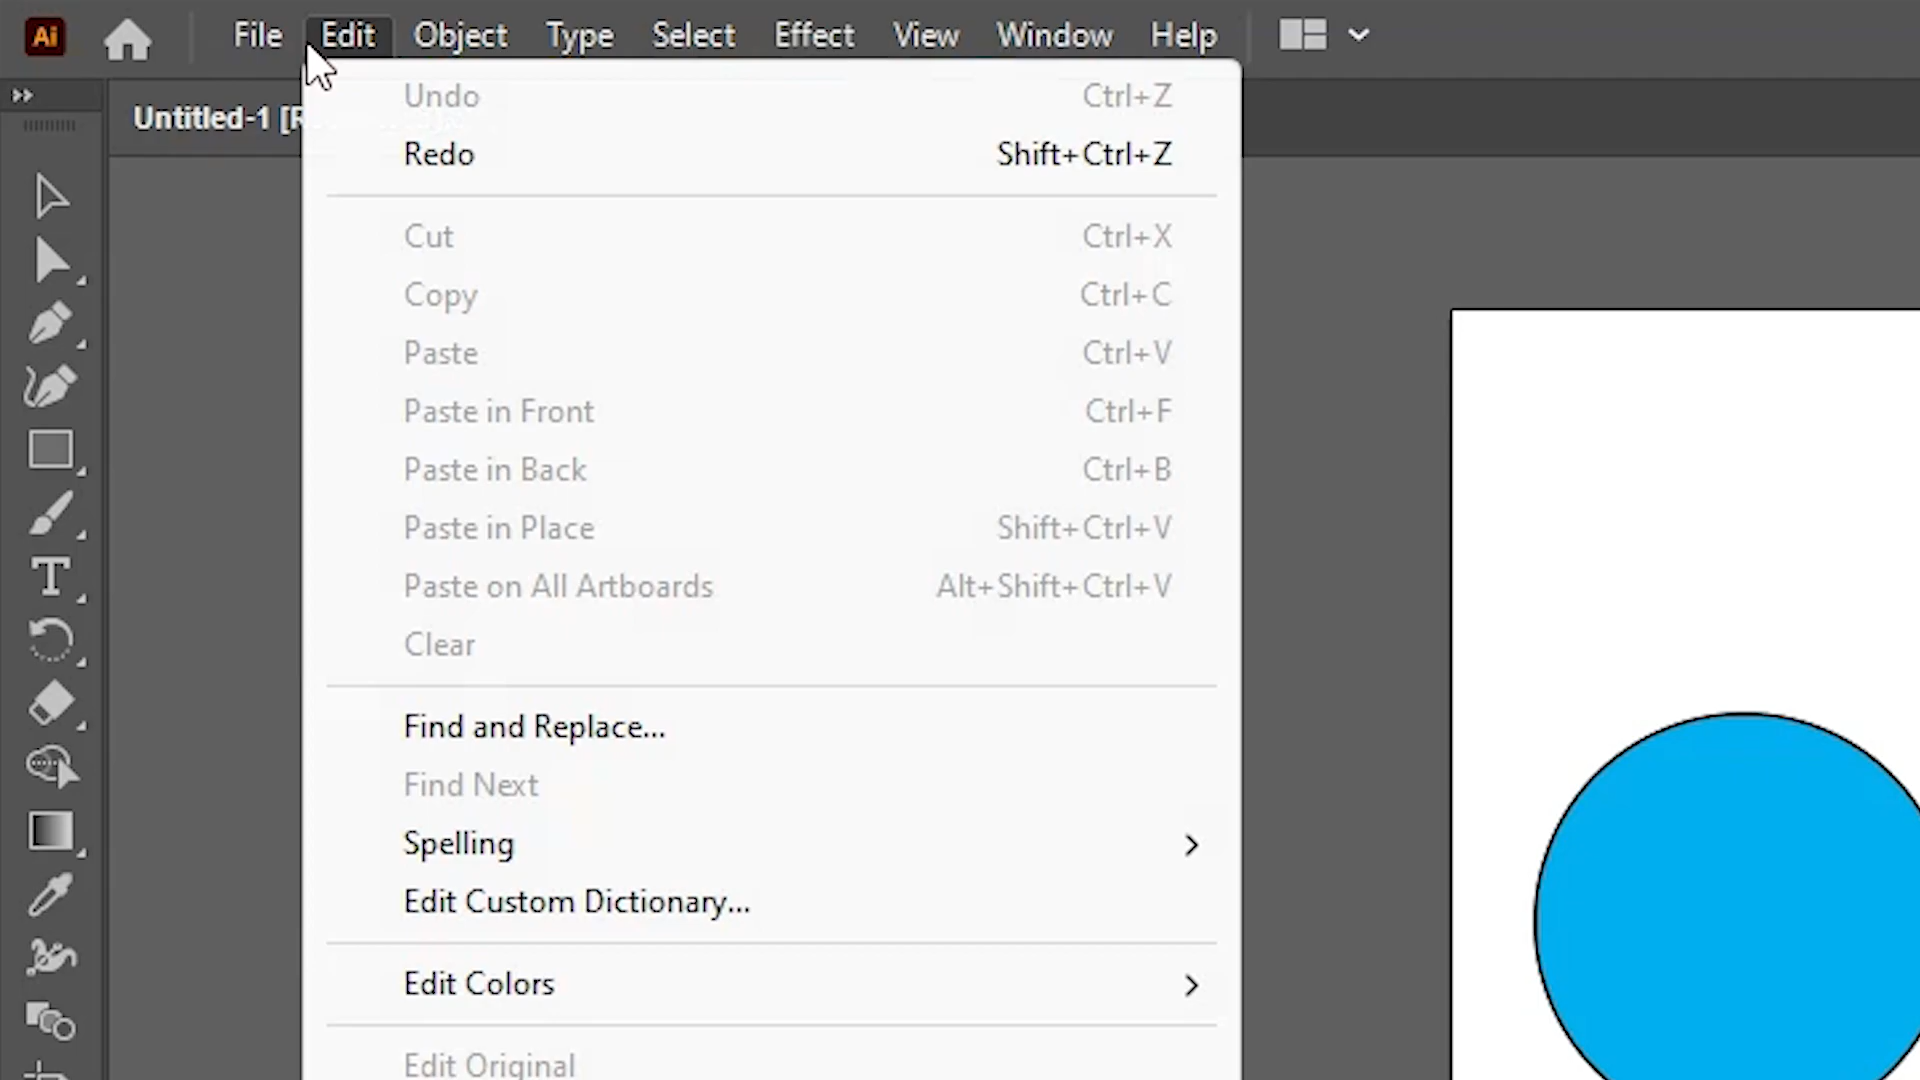 Ai File Edit Object Type Select Effect View Window Help
Untitled-1
Undo Ctrl+Z
Redo Shift+Ctrl+Z
Cut Ctrl+X
Copy Ctrl+C
Paste Ctrl+V
Paste in Front Ctrl+F
Paste in Back Ctrl+B
Paste in Place Shift+Ctrl+V
Paste on All Artboards Alt+Shift+Ctrl+V
Clear
Find and Replace...
Find Next
Spelling
Edit Custom Dictionary...
Edit Colors
Edit Original